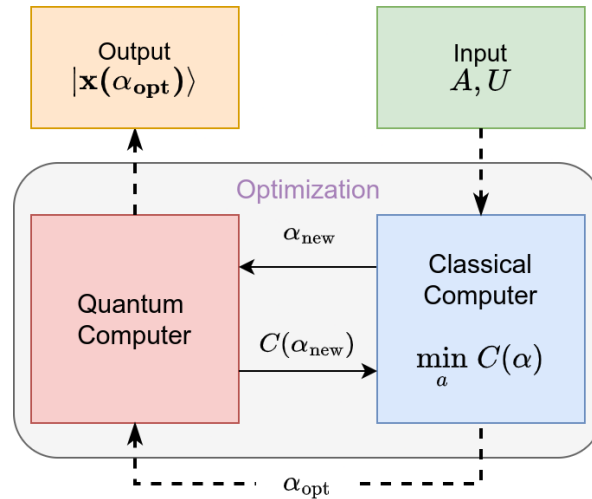 Output
|x(α_opt)⟩
Input
A, U
Optimization
α_new
Classical
Computer
Quantum
Computer
C(α_new)
min C(α)
a
α_opt